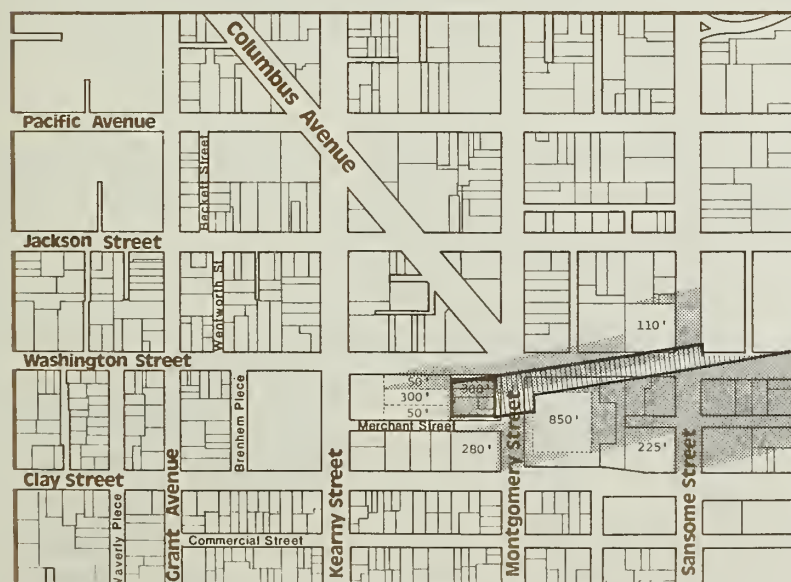 Columbus Avenue
Pacific Avenue
Beckett Street
Jackson Street
Wentworth St
110'
Washington Street
50'
300'
200'
50'
Merchant Street
Brenham Place
850'
280'
225'
Clay Street
Grant Avenue
Kearny Street
Montgomery Street
Sansome Street
Waverly Place
Commercial Street